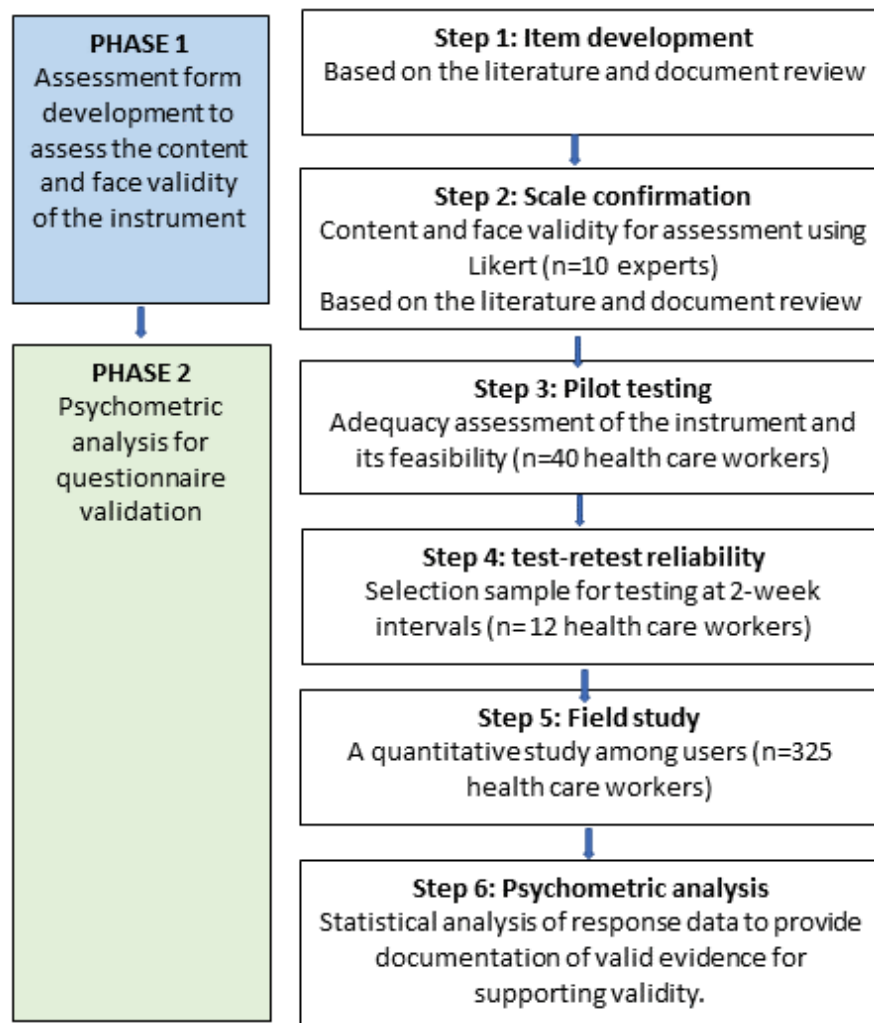 PHASE 1
Assessment form
development to
assess the content
and face validity
of the instrument
PHASE 2
Psychometric
analysis for
questionnaire
validation
Step 1: Item development
Based on the literature and document review
Step 2: Scale confirmation
Content and face validity for assessment using
Likert (n=10 experts)
Based on the literature and document review
Step 3: Pilot testing
Adequacy assessment of the instrument and
its feasibility (n=40 health care workers)
Step 4: test-retest reliability
Selection sample for testing at 2-week
intervals (n= 12 health care workers)
Step 5: Field study
A quantitative study among users (n=325
health care workers)
Step 6: Psychometric analysis
Statistical analysis of response data to provide
documentation of valid evidence for
supporting validity.